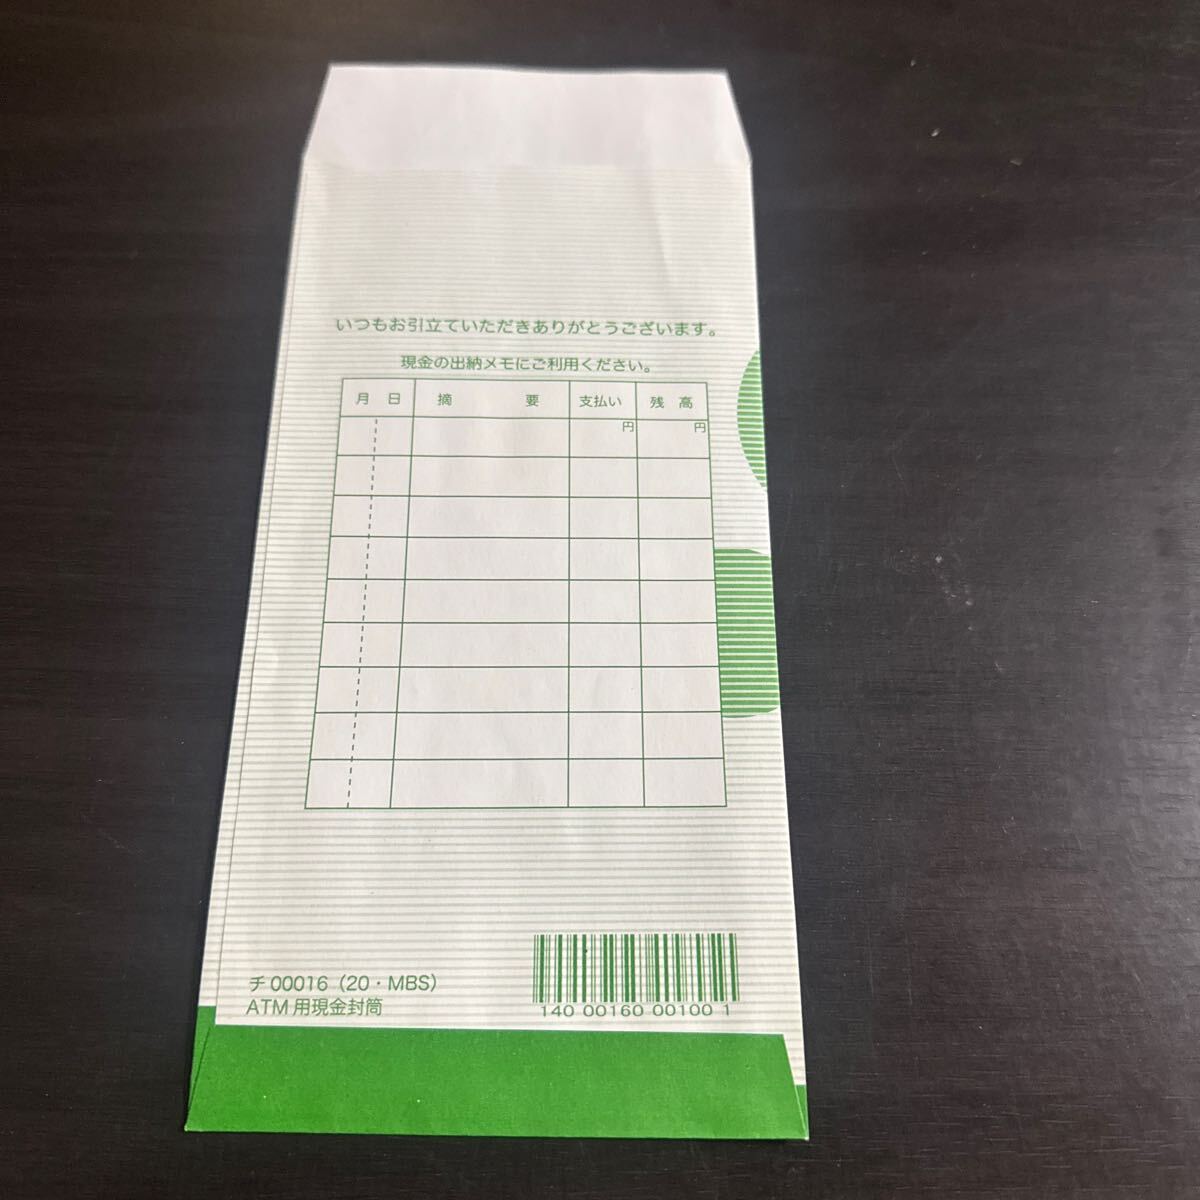 いつもお引立ていただきありがとうございます。
現金の出納メモにご利用ください。
月 日 摘 要 支払い 残 高
円 円
チ 00016（20・MBS）
ATM 用現金封筒
140 00160 00100 1